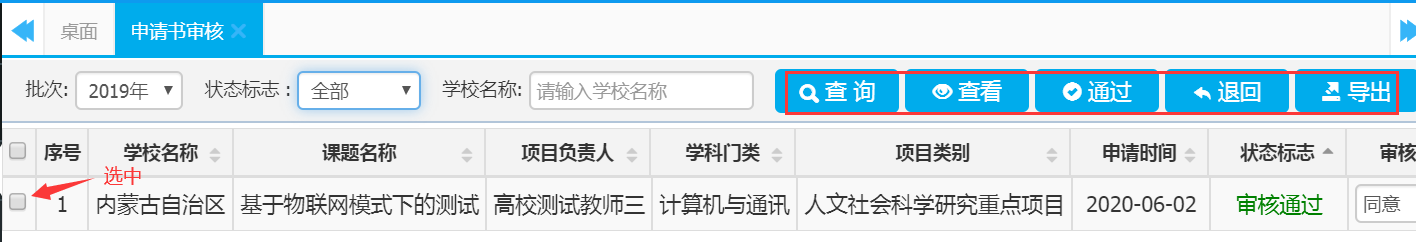 桌面 申请书审核
批次: 2019年 状态标志： 全部 学校名称: 请输入学校名称 查 询 查看 通过 退回 导出
序号 学校名称 课题名称 项目负责人 学科门类 项目类别 申请时间 状态标志 审核
选中
1 内蒙古自治区 基于物联网模式下的测试 高校测试教师三 计算机与通讯 人文社会科学研究重点项目 2020-06-02 审核通过 同意